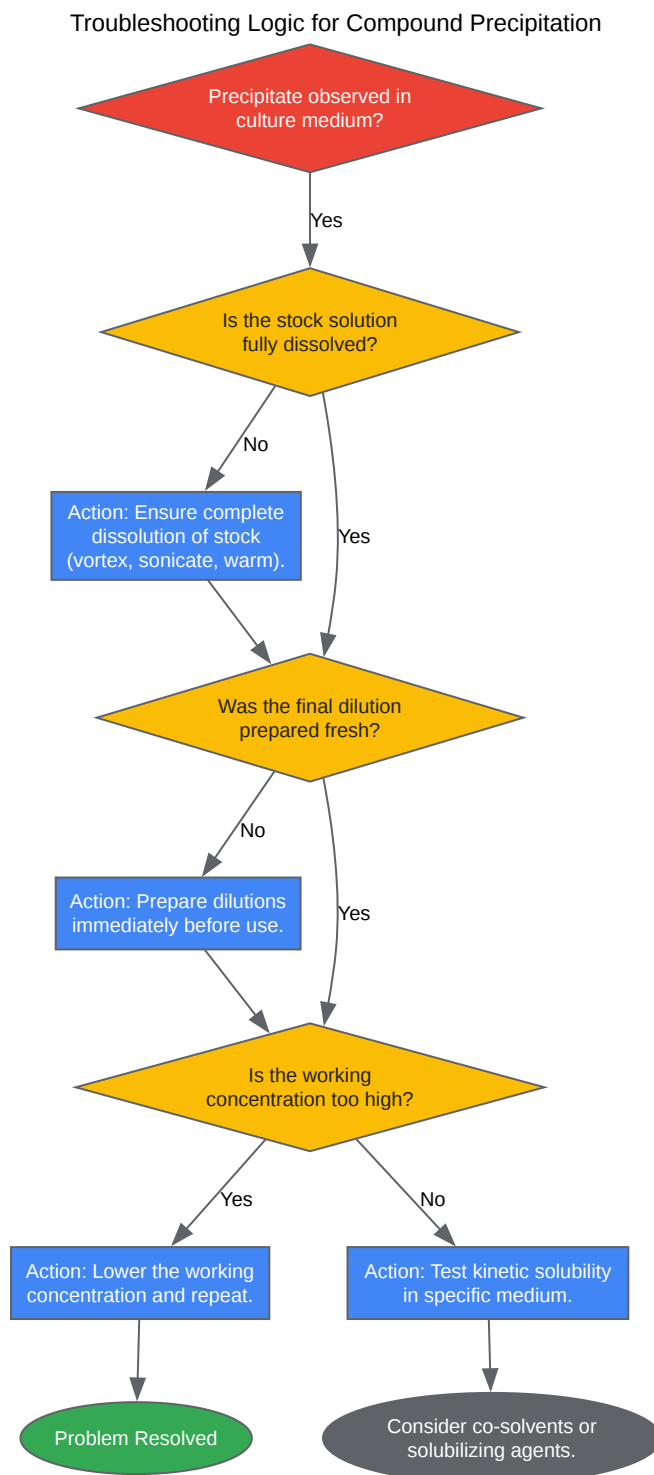 Troubleshooting Logic for Compound Precipitation
Precipitate observed in
culture medium?
Yes
Is the stock solution
fully dissolved?
No
Action: Ensure complete
dissolution of stock
(vortex, sonicate, warm).
Yes
Was the final dilution
prepared fresh?
No
Action: Prepare dilutions
immediately before use.
Yes
Is the working
concentration too high?
Yes
No
Action: Lower the working
concentration and repeat.
Action: Test kinetic solubility
in specific medium.
Problem Resolved
Consider co-solvents or
solubilizing agents.